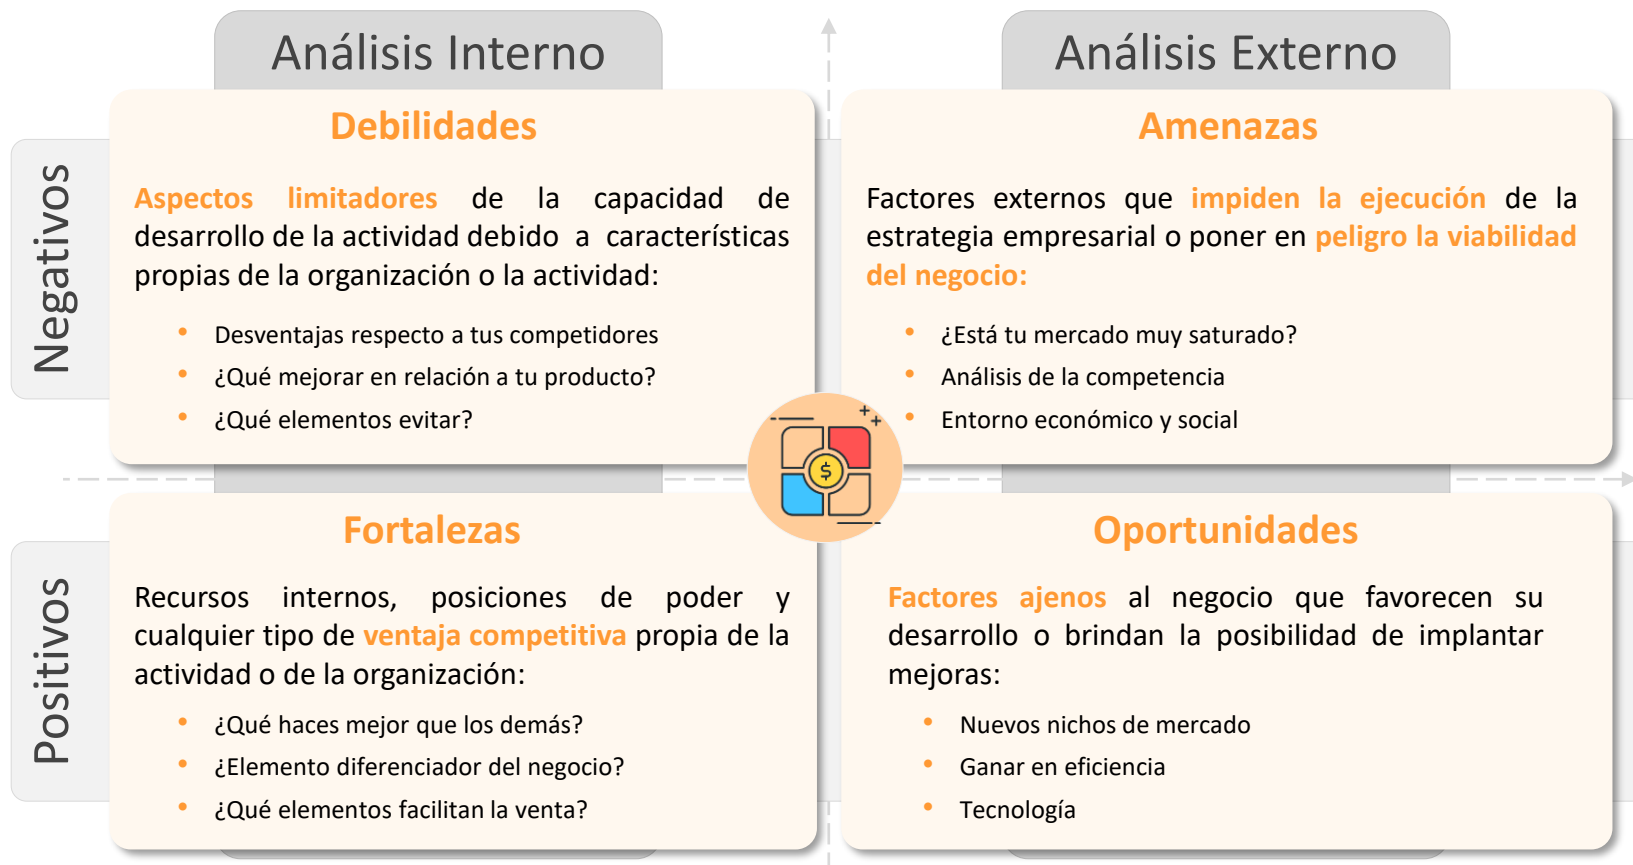 Análisis Interno
Análisis Externo
Negativos
Debilidades
Aspectos limitadores de la capacidad de
desarrollo de la actividad debido a características
propias de la organización o la actividad:
• Desventajas respecto a tus competidores
• ¿Qué mejorar en relación a tu producto?
• ¿Qué elementos evitar?
Amenazas
Factores externos que impiden la ejecución de la
estrategia empresarial o poner en peligro la viabilidad
del negocio:
• ¿Está tu mercado muy saturado?
• Análisis de la competencia
• Entorno económico y social
$
Positivos
Fortalezas
Recursos internos, posiciones de poder y
cualquier tipo de ventaja competitiva propia de la
actividad o de la organización:
• ¿Qué haces mejor que los demás?
• ¿Elemento diferenciador del negocio?
• ¿Qué elementos facilitan la venta?
Oportunidades
Factores ajenos al negocio que favorecen su
desarrollo o brindan la posibilidad de implantar
mejoras:
• Nuevos nichos de mercado
• Ganar en eficiencia
• Tecnología